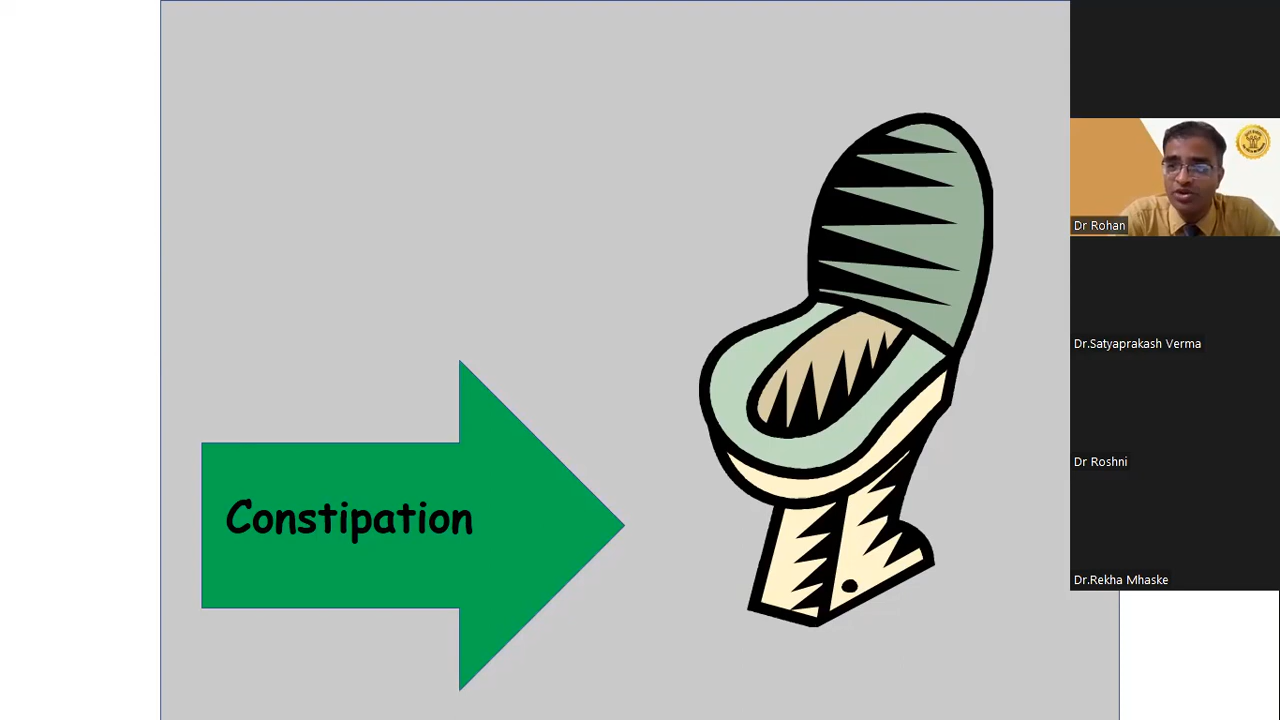 Constipation
Dr Rohan
Dr.Satyaprakash Verma
Dr Roshni
Dr.Rekha Mhaske